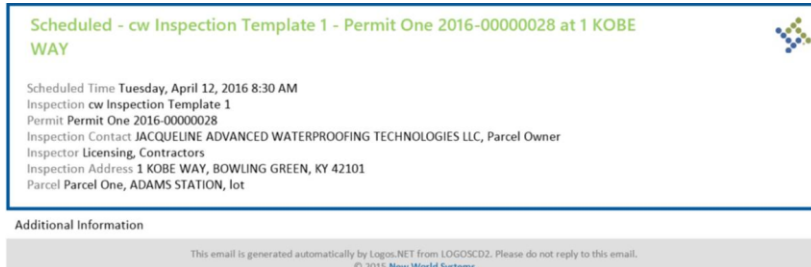 Scheduled - cw Inspection Template 1 - Permit One 2016-00000028 at 1 KOBE
WAY
Scheduled Time Tuesday, April 12, 2016 8:30 AM
Inspection cw Inspection Template 1
Permit Permit One 2016-00000028
Inspection Contact JACQUELINE ADVANCED WATERPROOFING TECHNOLOGIES LLC, Parcel Owner
Inspector Licensing, Contractors
Inspection Address 1 KOBE WAY, BOWLING GREEN, KY 42101
Parcel Parcel One, ADAMS STATION, lot
Additional Information
This email is generated automatically by Logos.NET from LOGOSCD2. Please do not reply to this email.
© 2015 New World Systems